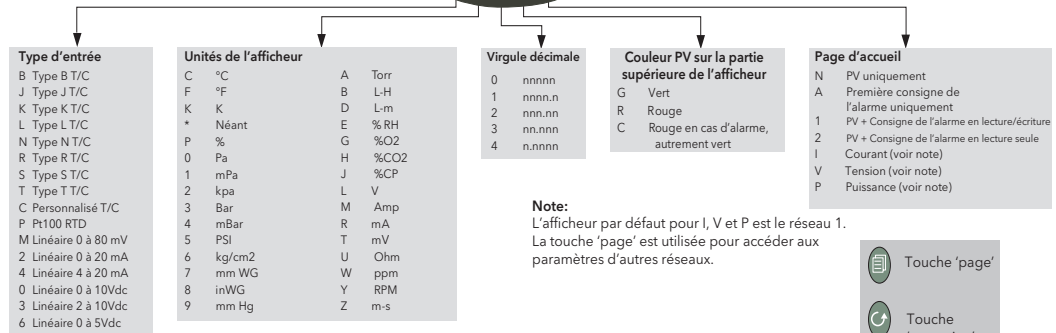 Type d'entrée
B Type B T/C
J Type J T/C
K Type K T/C
L Type L T/C
N Type N T/C
R Type R T/C
S Type S T/C
T Type T T/C
C Personnalisé T/C
P Pt100 RTD
M Linéaire 0 à 80 mV
2 Linéaire 0 à 20 mA
4 Linéaire 4 à 20 mA
0 Linéaire 0 à 10Vdc
3 Linéaire 2 à 10Vdc
6 Linéaire 0 à 5Vdc
Unités de l'afficheur
C °C
F °F
K K
* Néant
P %
0 Pa
1 mPa
2 kpa
3 Bar
4 mBar
5 PSI
6 kg/cm2
7 mm WG
8 inWG
9 mm Hg
A Torr
B L-H
D L-m
E % RH
G %O2
H %CO2
J %CP
L V
M Amp
R mA
T mV
U Ohm
W ppm
Y RPM
Z m-s
Virgule décimale
0 nnnnn
1 nnnn.n
2 nnn.nn
3 nn.nnn
4 n.nnnn
Couleur PV sur la partie
supérieure de l'afficheur
G Vert
R Rouge
C Rouge en cas d'alarme,
autrement vert
Page d'accueil
N PV uniquement
A Première consigne de
l'alarme uniquement
1 PV + Consigne de l'alarme en lecture/écriture
2 PV + Consigne de l'alarme en lecture seule
I Courant (voir note)
V Tension (voir note)
P Puissance (voir note)
Note:
L'afficheur par défaut pour I, V et P est le réseau 1.
La touche 'page' est utilisée pour accéder aux
paramètres d'autres réseaux.
Touche 'page'
Touche